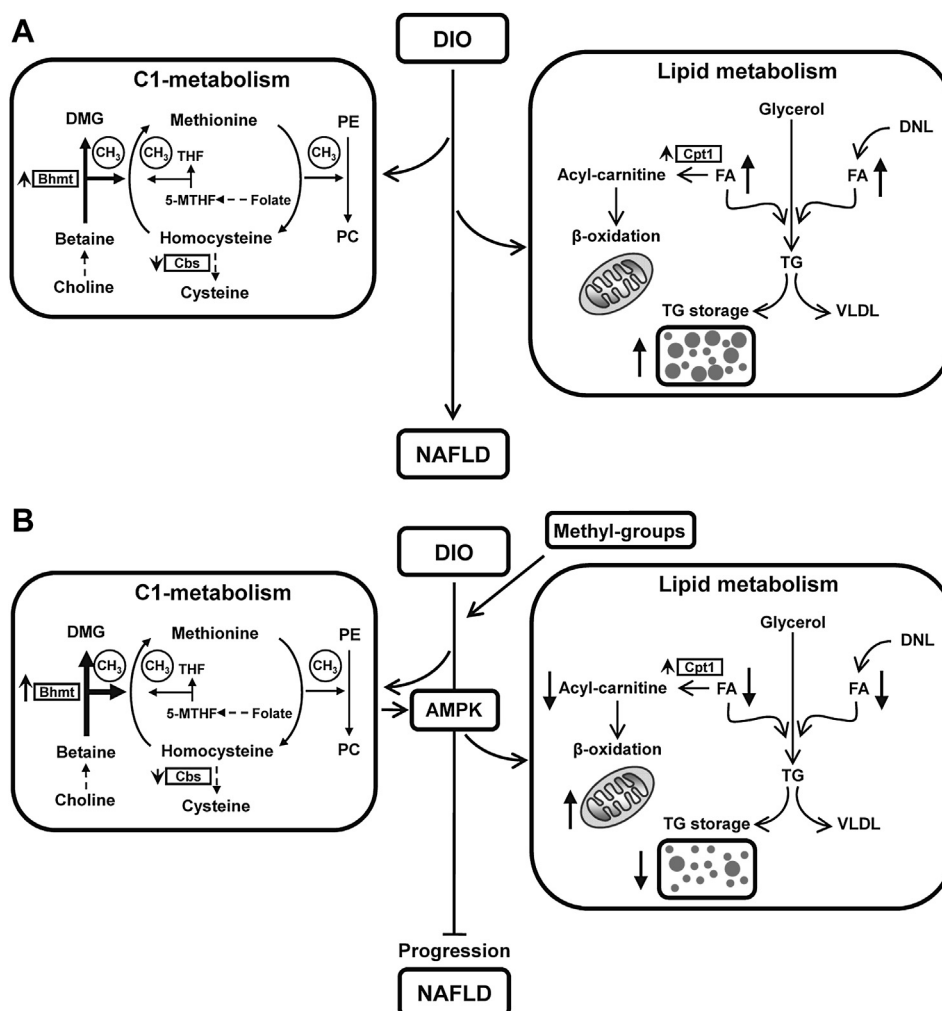 A
DIO
C1-metabolism
DMG
Methionine
PE
CH3
CH3
CH3
THF
Bhmt
5-MTHF
Folate
Betaine
Homocysteine
PC
Cbs
Choline
Cysteine
Lipid metabolism
Glycerol
DNL
Cpt1
Acyl-carnitine
FA
FA
β-oxidation
TG
TG storage
VLDL
NAFLD
B
Methyl-groups
DIO
C1-metabolism
DMG
Methionine
PE
CH3
CH3
CH3
THF
Bhmt
5-MTHF
Folate
AMPK
Betaine
Homocysteine
PC
Cbs
Choline
Cysteine
Lipid metabolism
Glycerol
DNL
Cpt1
Acyl-carnitine
FA
FA
β-oxidation
TG
TG storage
VLDL
Progression
NAFLD